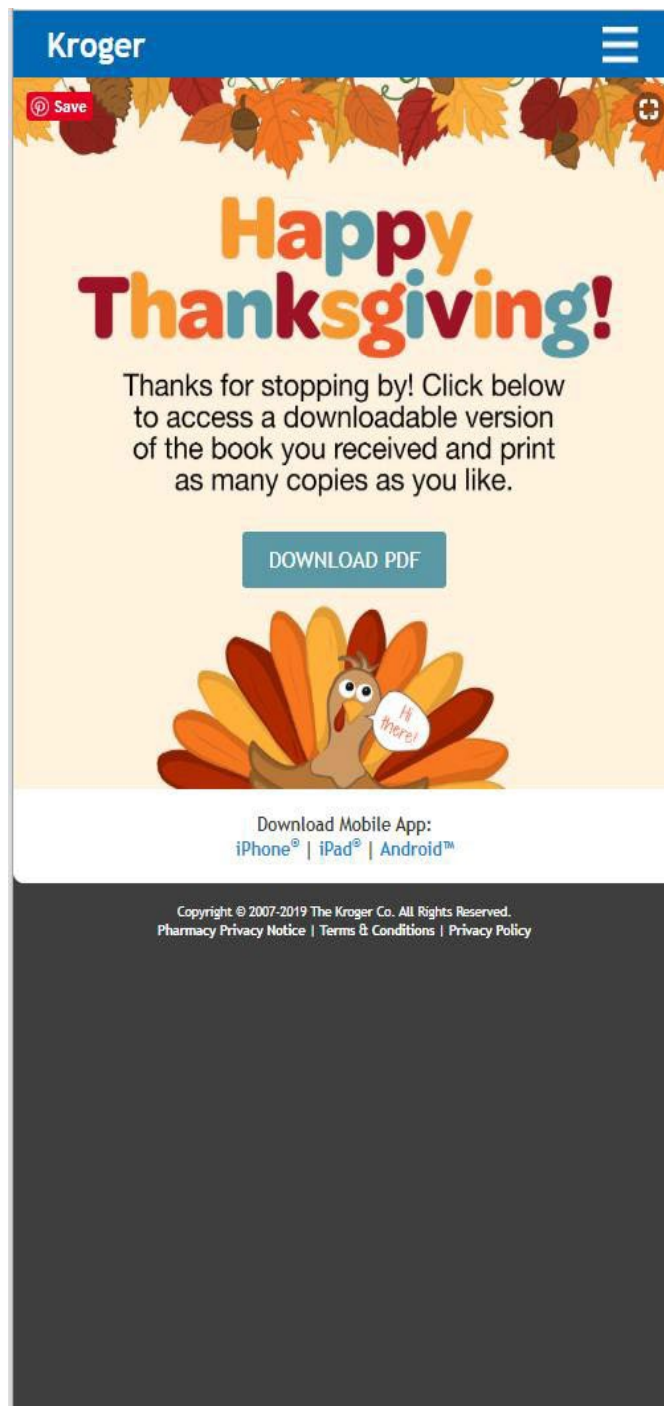 Kroger
Save
Happy
Thanksgiving!
Thanks for stopping by! Click below
to access a downloadable version
of the book you received and print
as many copies as you like.
DOWNLOAD PDF
Hi
there!
Download Mobile App:
iPhone® | iPad® | Android™
Copyright © 2007-2019 The Kroger Co. All Rights Reserved.
Pharmacy Privacy Notice | Terms & Conditions | Privacy Policy